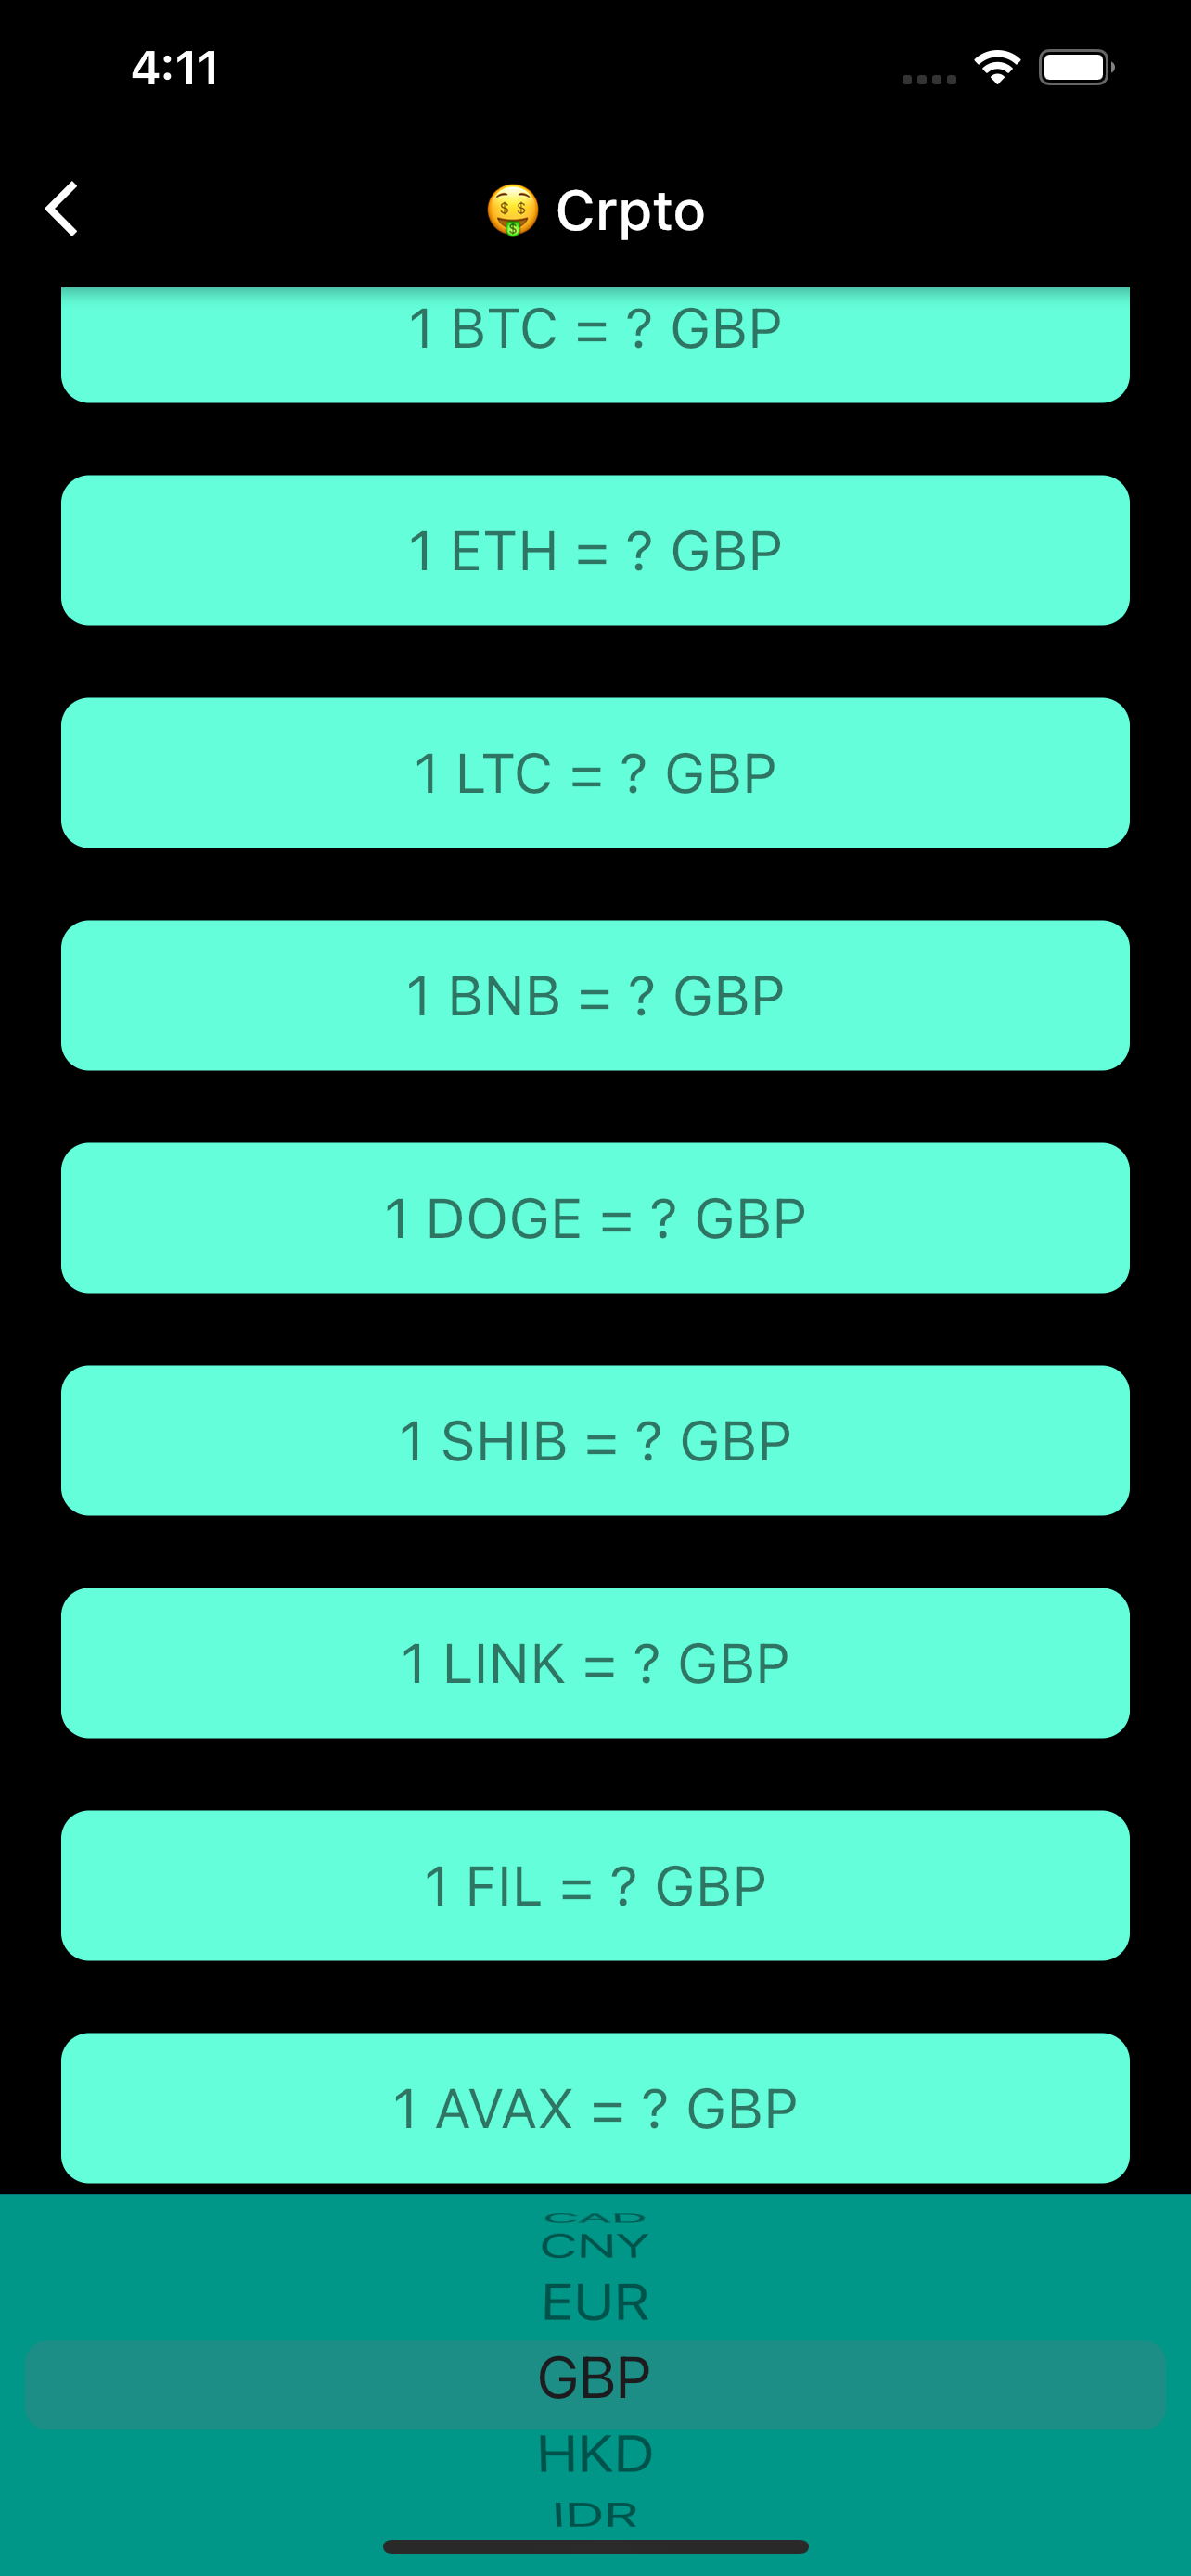 4:11
🤑 Crpto
1 BTC = ? GBP
1 ETH = ? GBP
1 LTC = ? GBP
1 BNB = ? GBP
1 DOGE = ? GBP
1 SHIB = ? GBP
1 LINK = ? GBP
1 FIL = ? GBP
1 AVAX = ? GBP
CAD
CNY
EUR
GBP
HKD
IDR